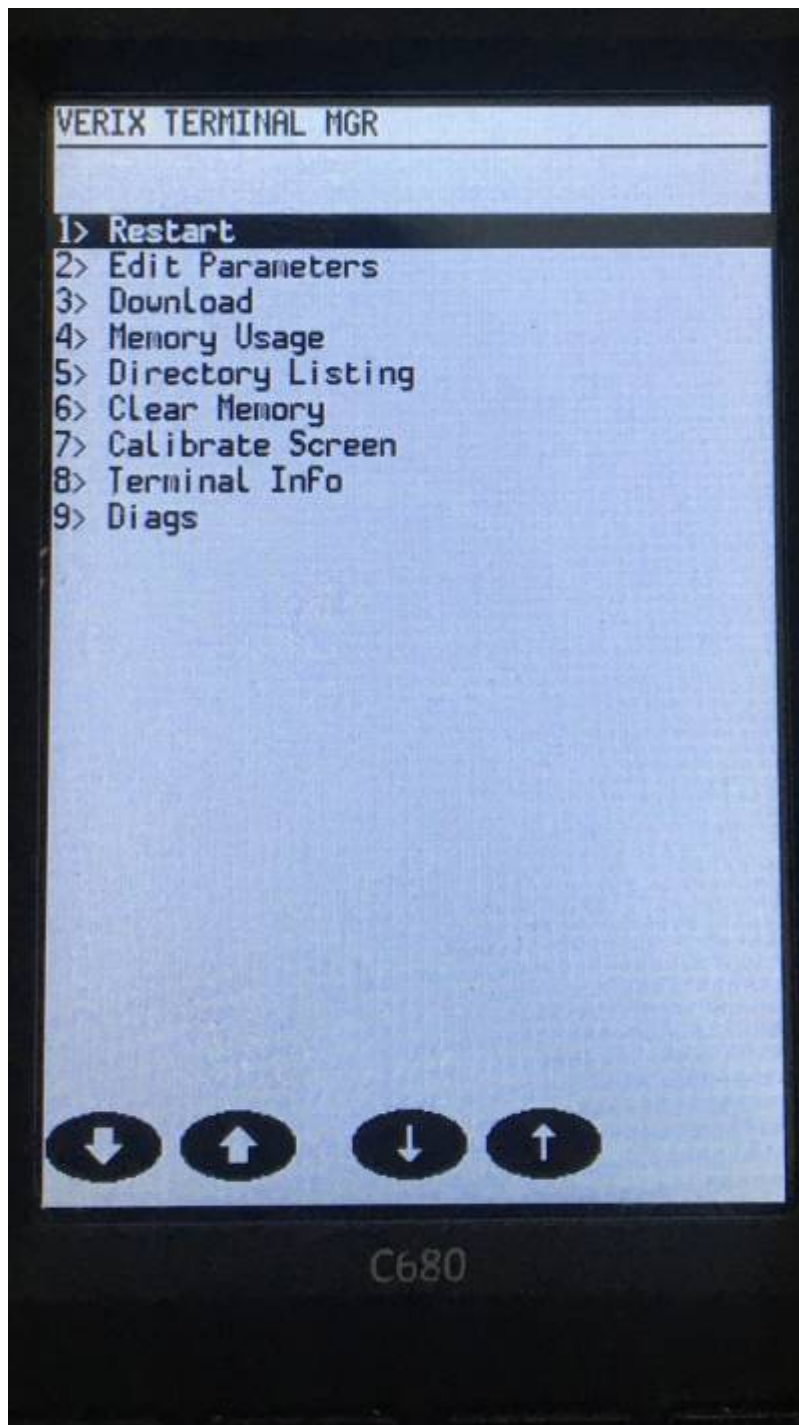 VERIX TERMINAL MGR
1> Restart
2> Edit Parameters
3> Download
4> Memory Usage
5> Directory Listing
6> Clear Memory
7> Calibrate Screen
8> Terminal Info
9> Diags
C680